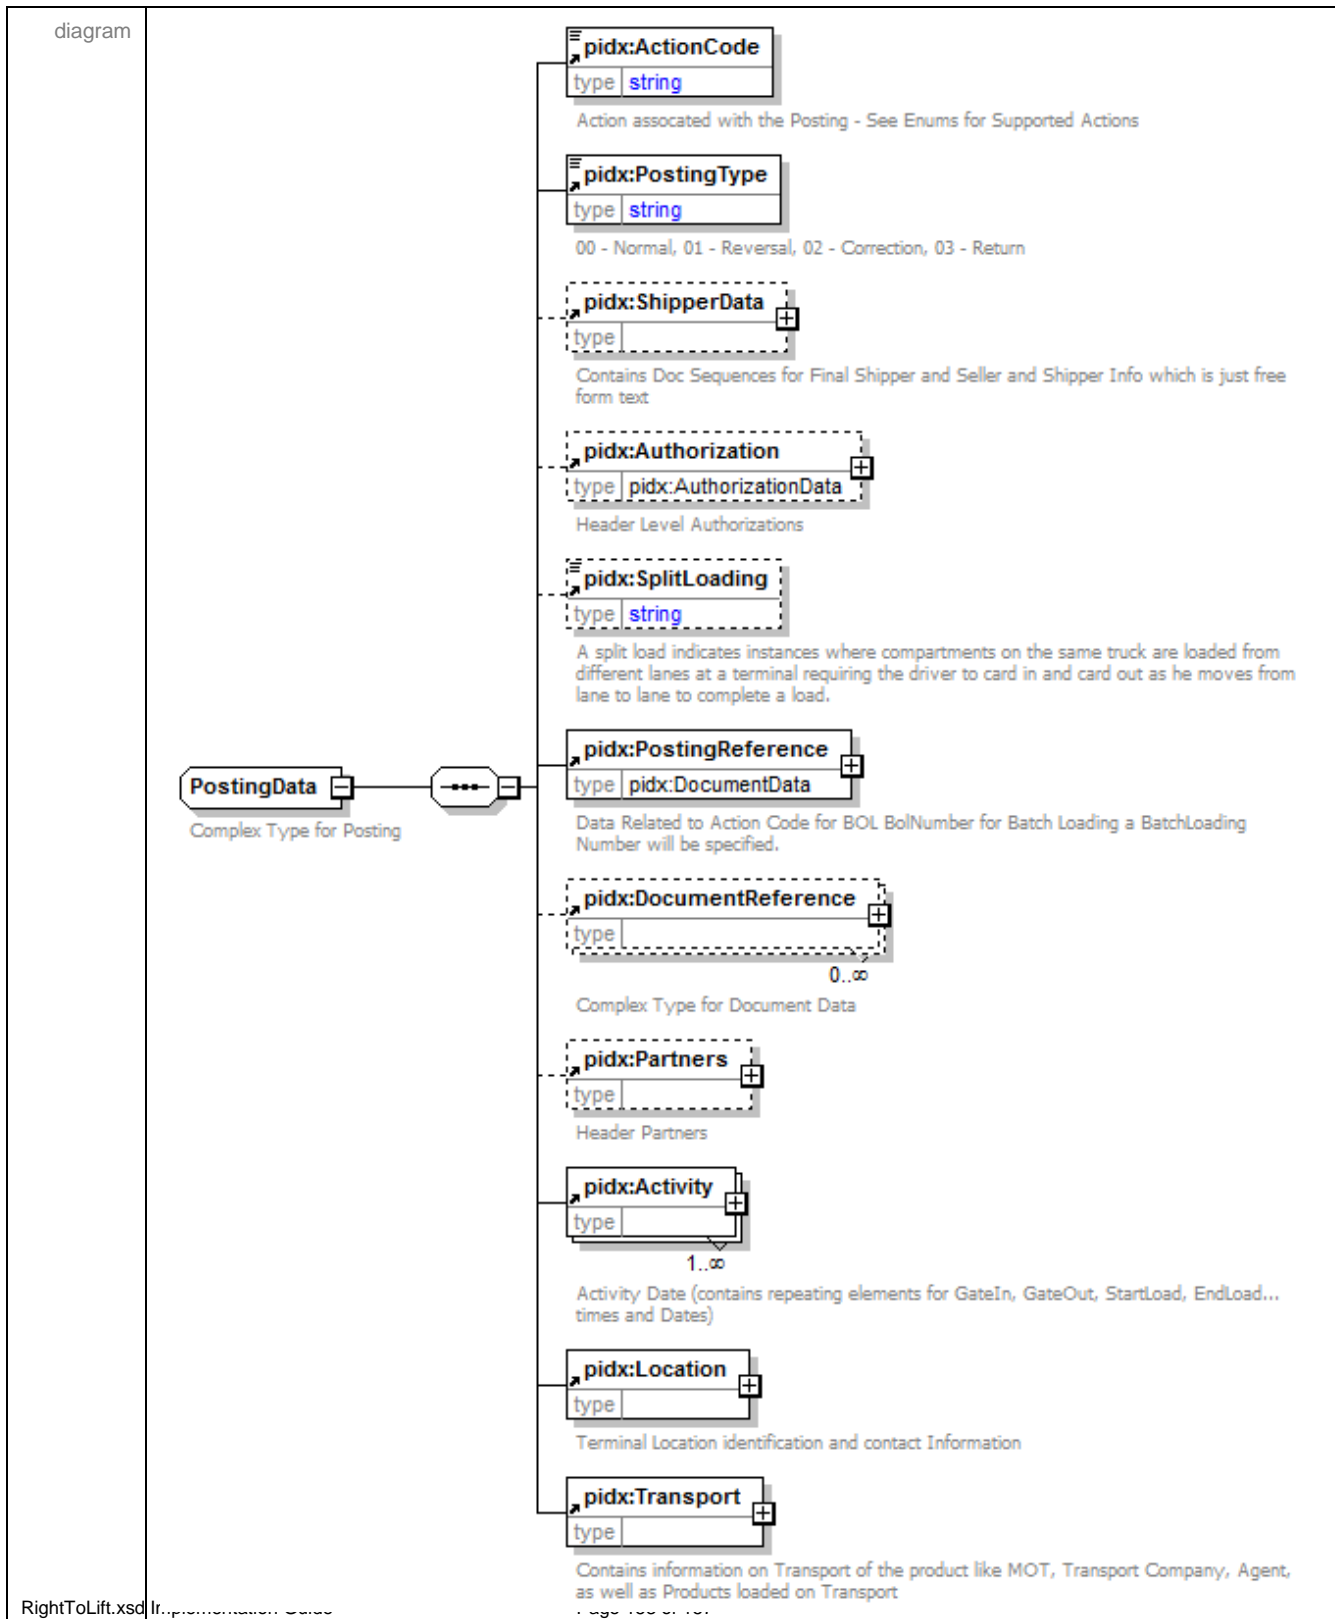 diagram
pidx:ActionCode
type string
Action assocated with the Posting - See Enums for Supported Actions
pidx:PostingType
type string
00 - Normal, 01 - Reversal, 02 - Correction, 03 - Return
pidx:ShipperData
type
Contains Doc Sequences for Final Shipper and Seller and Shipper Info which is just free
form text
pidx:Authorization
type pidx:AuthorizationData
Header Level Authorizations
pidx:SplitLoading
type string
A split load indicates instances where compartments on the same truck are loaded from
different lanes at a terminal requiring the driver to card in and card out as he moves from
lane to lane to complete a load.
PostingData
Complex Type for Posting
pidx:PostingReference
type pidx:DocumentData
Data Related to Action Code for BOL BolNumber for Batch Loading a BatchLoading
Number will be specified.
pidx:DocumentReference
type
0..∞
Complex Type for Document Data
pidx:Partners
type
Header Partners
pidx:Activity
type
1..∞
Activity Date (contains repeating elements for GateIn, GateOut, StartLoad, EndLoad...
times and Dates)
pidx:Location
type
Terminal Location identification and contact Information
pidx:Transport
type
Contains information on Transport of the product like MOT, Transport Company, Agent,
as well as Products loaded on Transport
RightToLift.xsd